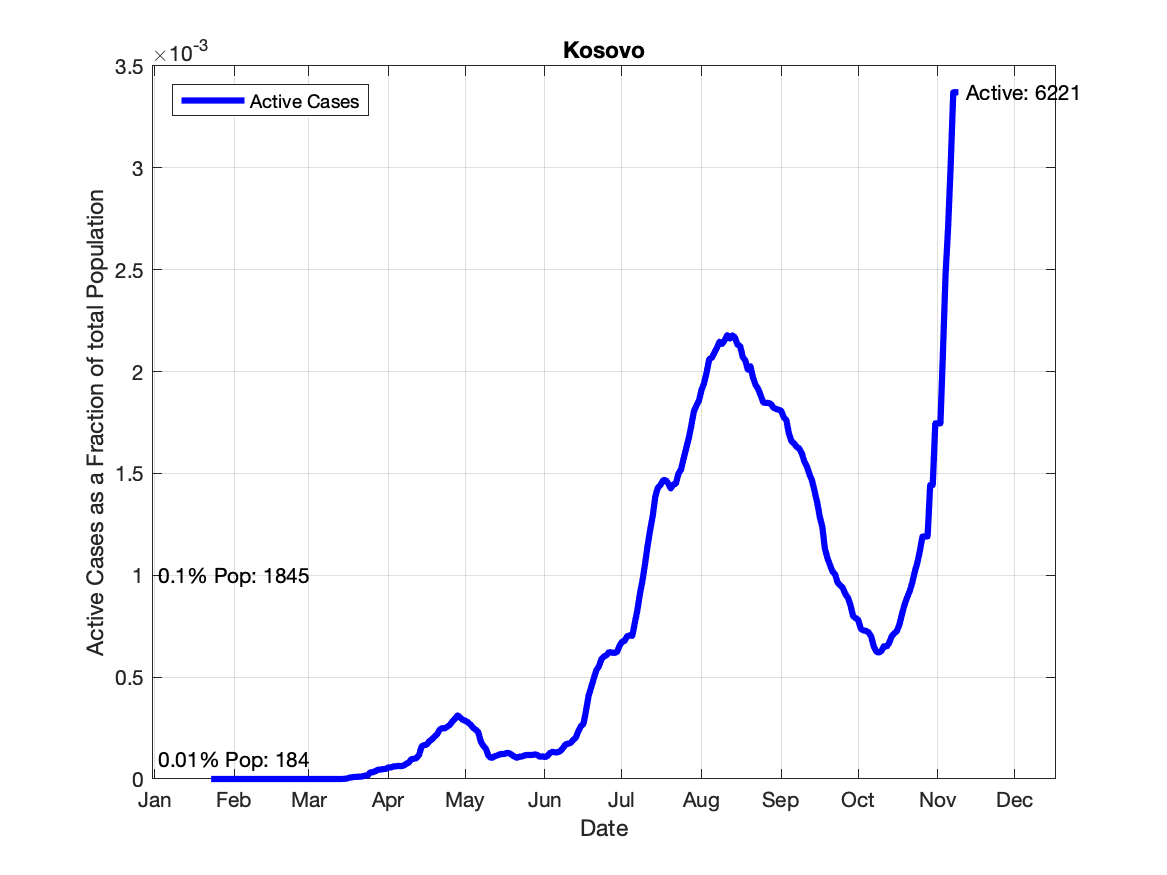 Kosovo
×10-3
3.5
3
2.5
2
1.5
1
0.5
0
Active Cases as a Fraction of total Population
Active Cases
Active: 6221
0.1% Pop: 1845
0.01% Pop: 184
Jan Feb Mar Apr May Jun Jul Aug Sep Oct Nov Dec
Date